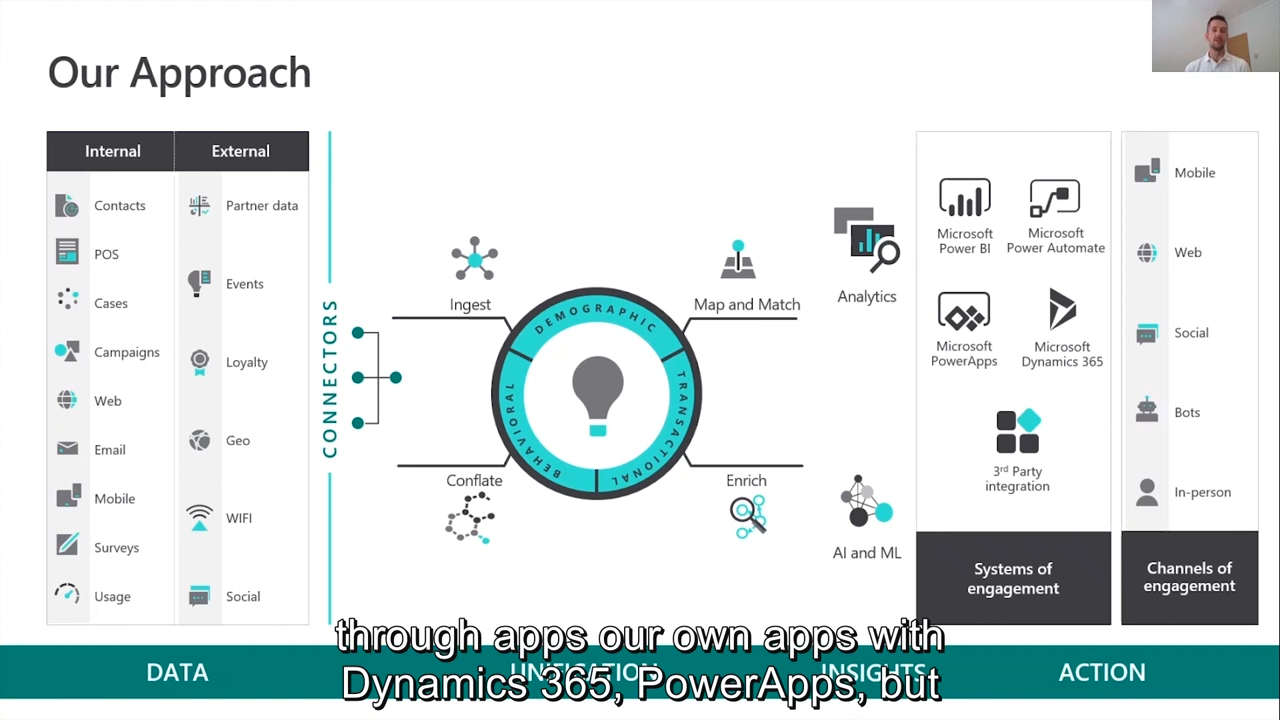 Our Approach
Internal
External
Contacts
POS
Cases
Campaigns
Web
Email
Mobile
Surveys
Usage
Partner data
Events
Loyalty
Geo
WIFI
Social
CONNECTORS
Ingest
Map and Match
DEMOGRAPHIC
TRANSACTIONAL
BEHAVIORAL
Conflate
Enrich
Analytics
AI and ML
Microsoft
Power BI
Microsoft
Power Automate
Microsoft
PowerApps
Microsoft
Dynamics 365
3rd Party
integration
Systems of
engagement
Mobile
Web
Social
Bots
In-person
Channels of
engagement
DATA
UNIFICATION
INSIGHTS
ACTION
through apps our own apps with
Dynamics 365, PowerApps, but